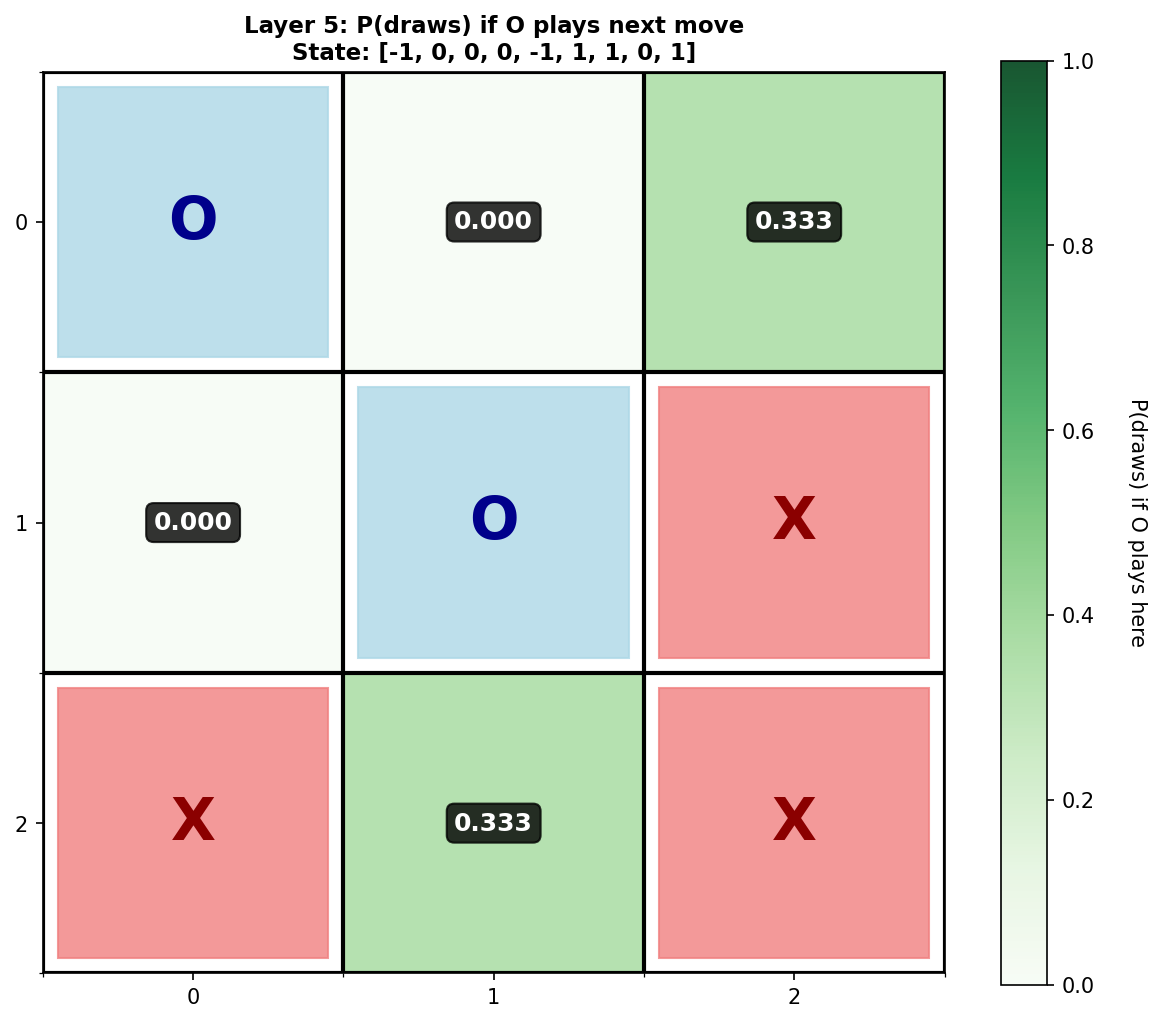 Layer 5: P(draws) if O plays next move
State: [-1, 0, 0, 0, -1, 1, 1, 0, 1]
0
O
0.000
0.333
1
0.000
O
X
2
X
0.333
X
0
1
2
1.0
0.8
0.6
0.4
0.2
0.0
P(draws) if O plays here